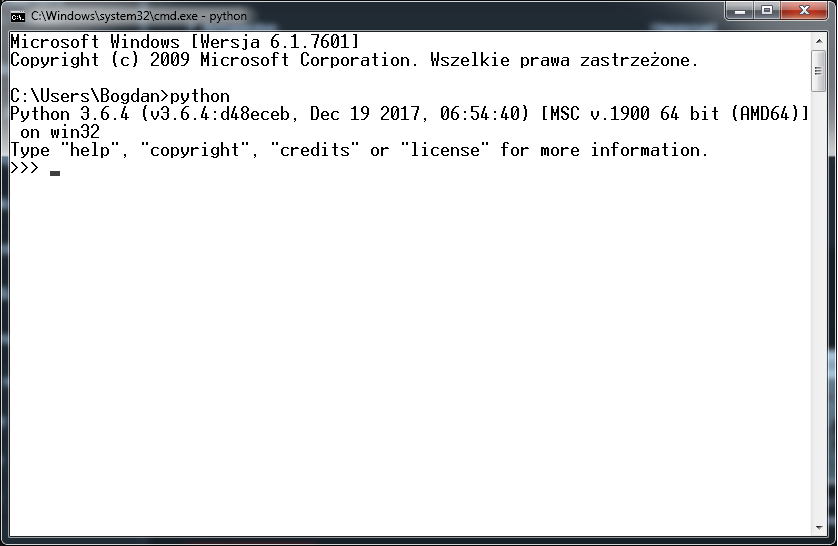 C:\Windows\system32\cmd.exe - python
Microsoft Windows [Wersja 6.1.7601]
Copyright (c) 2009 Microsoft Corporation. Wszelkie prawa zastrzeżone.
C:\Users\Bogdan>python
Python 3.6.4 (v3.6.4:d48eceb, Dec 19 2017, 06:54:40) [MSC v.1900 64 bit (AMD64)]
 on win32
Type "help", "copyright", "credits" or "license" for more information.
>>> _